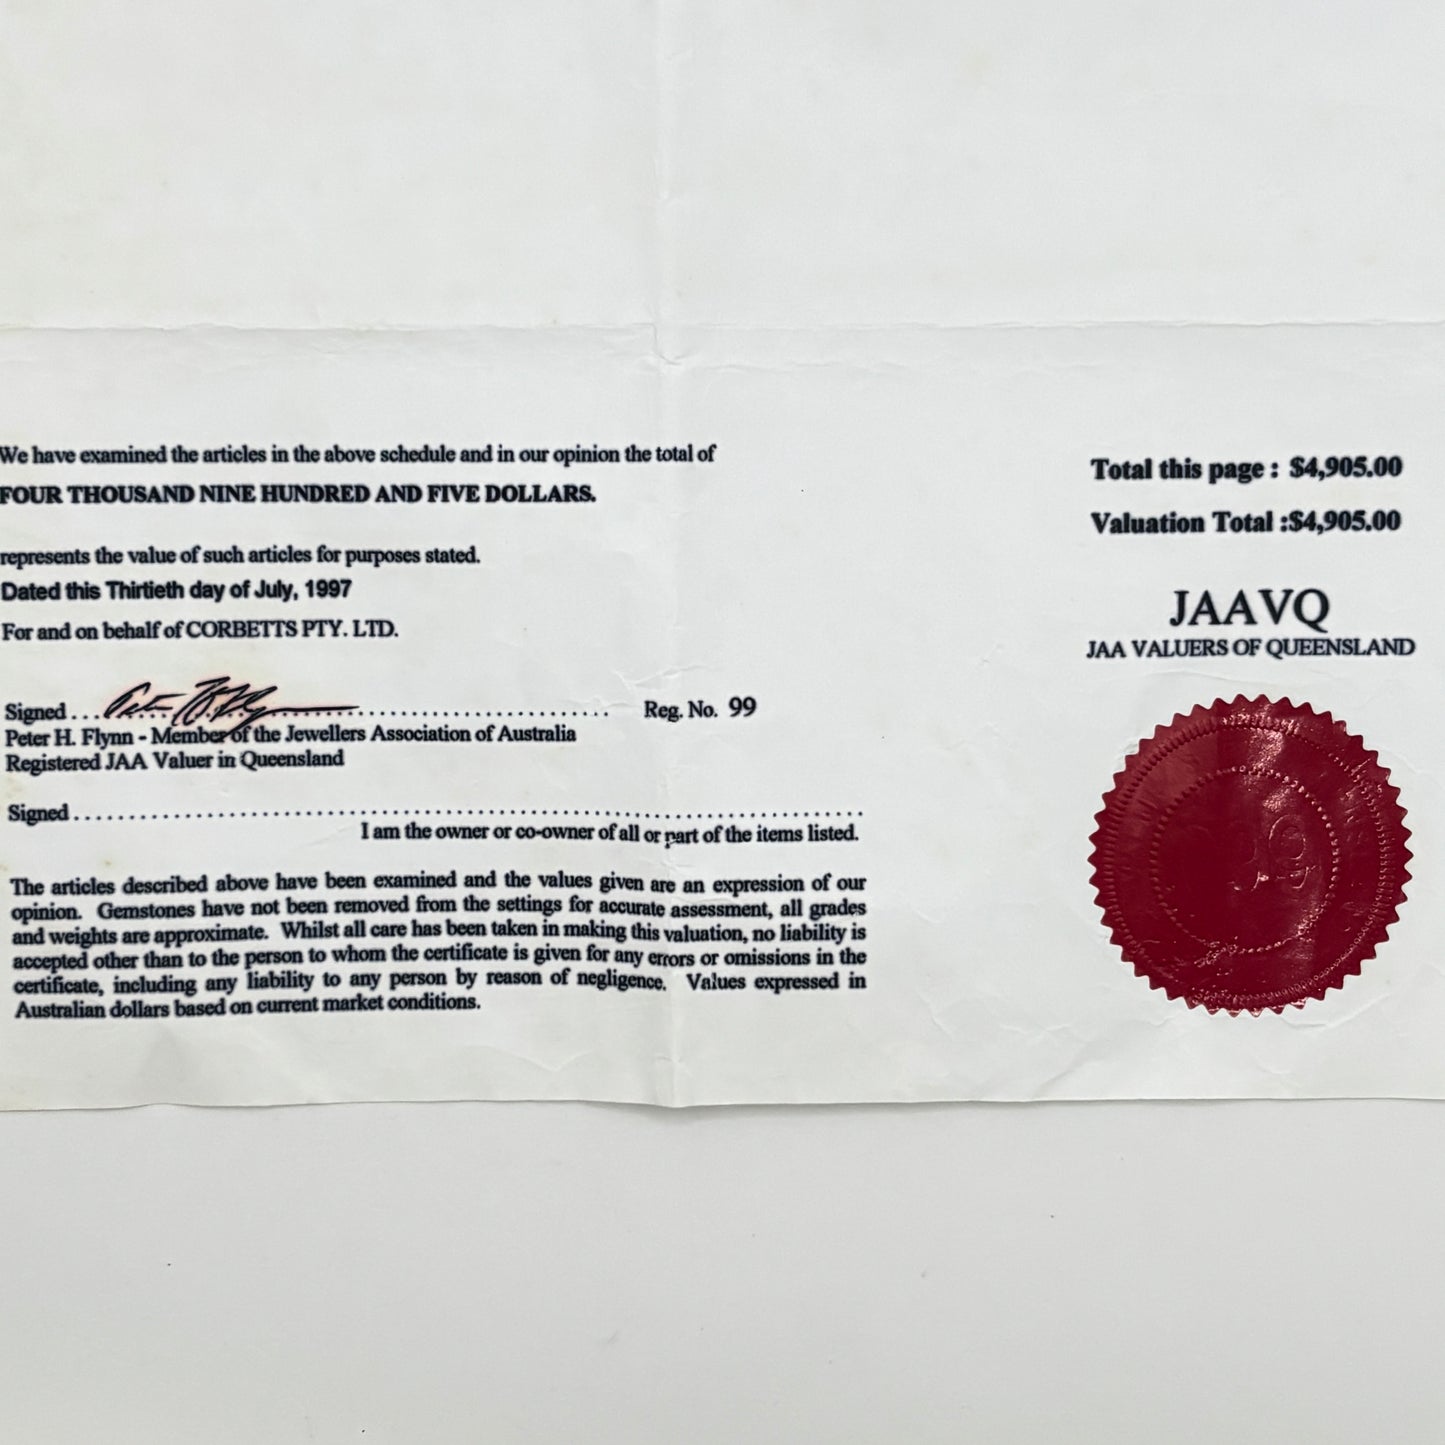 We have examined the articles in the above schedule and in our opinion the total of
FOUR THOUSAND NINE HUNDRED AND FIVE DOLLARS.
represents the value of such articles for purposes stated.
Dated this Thirtieth day of July, 1997
For and on behalf of CORBETTS PTY. LTD.
Signed ... Peter H. Flynn ........................ Reg. No. 99
Peter H. Flynn - Member of the Jewellers Association of Australia
Registered JAA Valuer in Queensland
Signed ................................................................
I am the owner or co-owner of all or part of the items listed.
The articles described above have been examined and the values given are an expression of our
opinion. Gemstones have not been removed from the settings for accurate assessment, all grades
and weights are approximate. Whilst all care has been taken in making this valuation, no liability is
accepted other than to the person to whom the certificate is given for any errors or omissions in the
certificate, including any liability to any person by reason of negligence. Values expressed in
Australian dollars based on current market conditions.
Total this page : $4,905.00
Valuation Total :$4,905.00
JAAVQ
JAA VALUERS OF QUEENSLAND